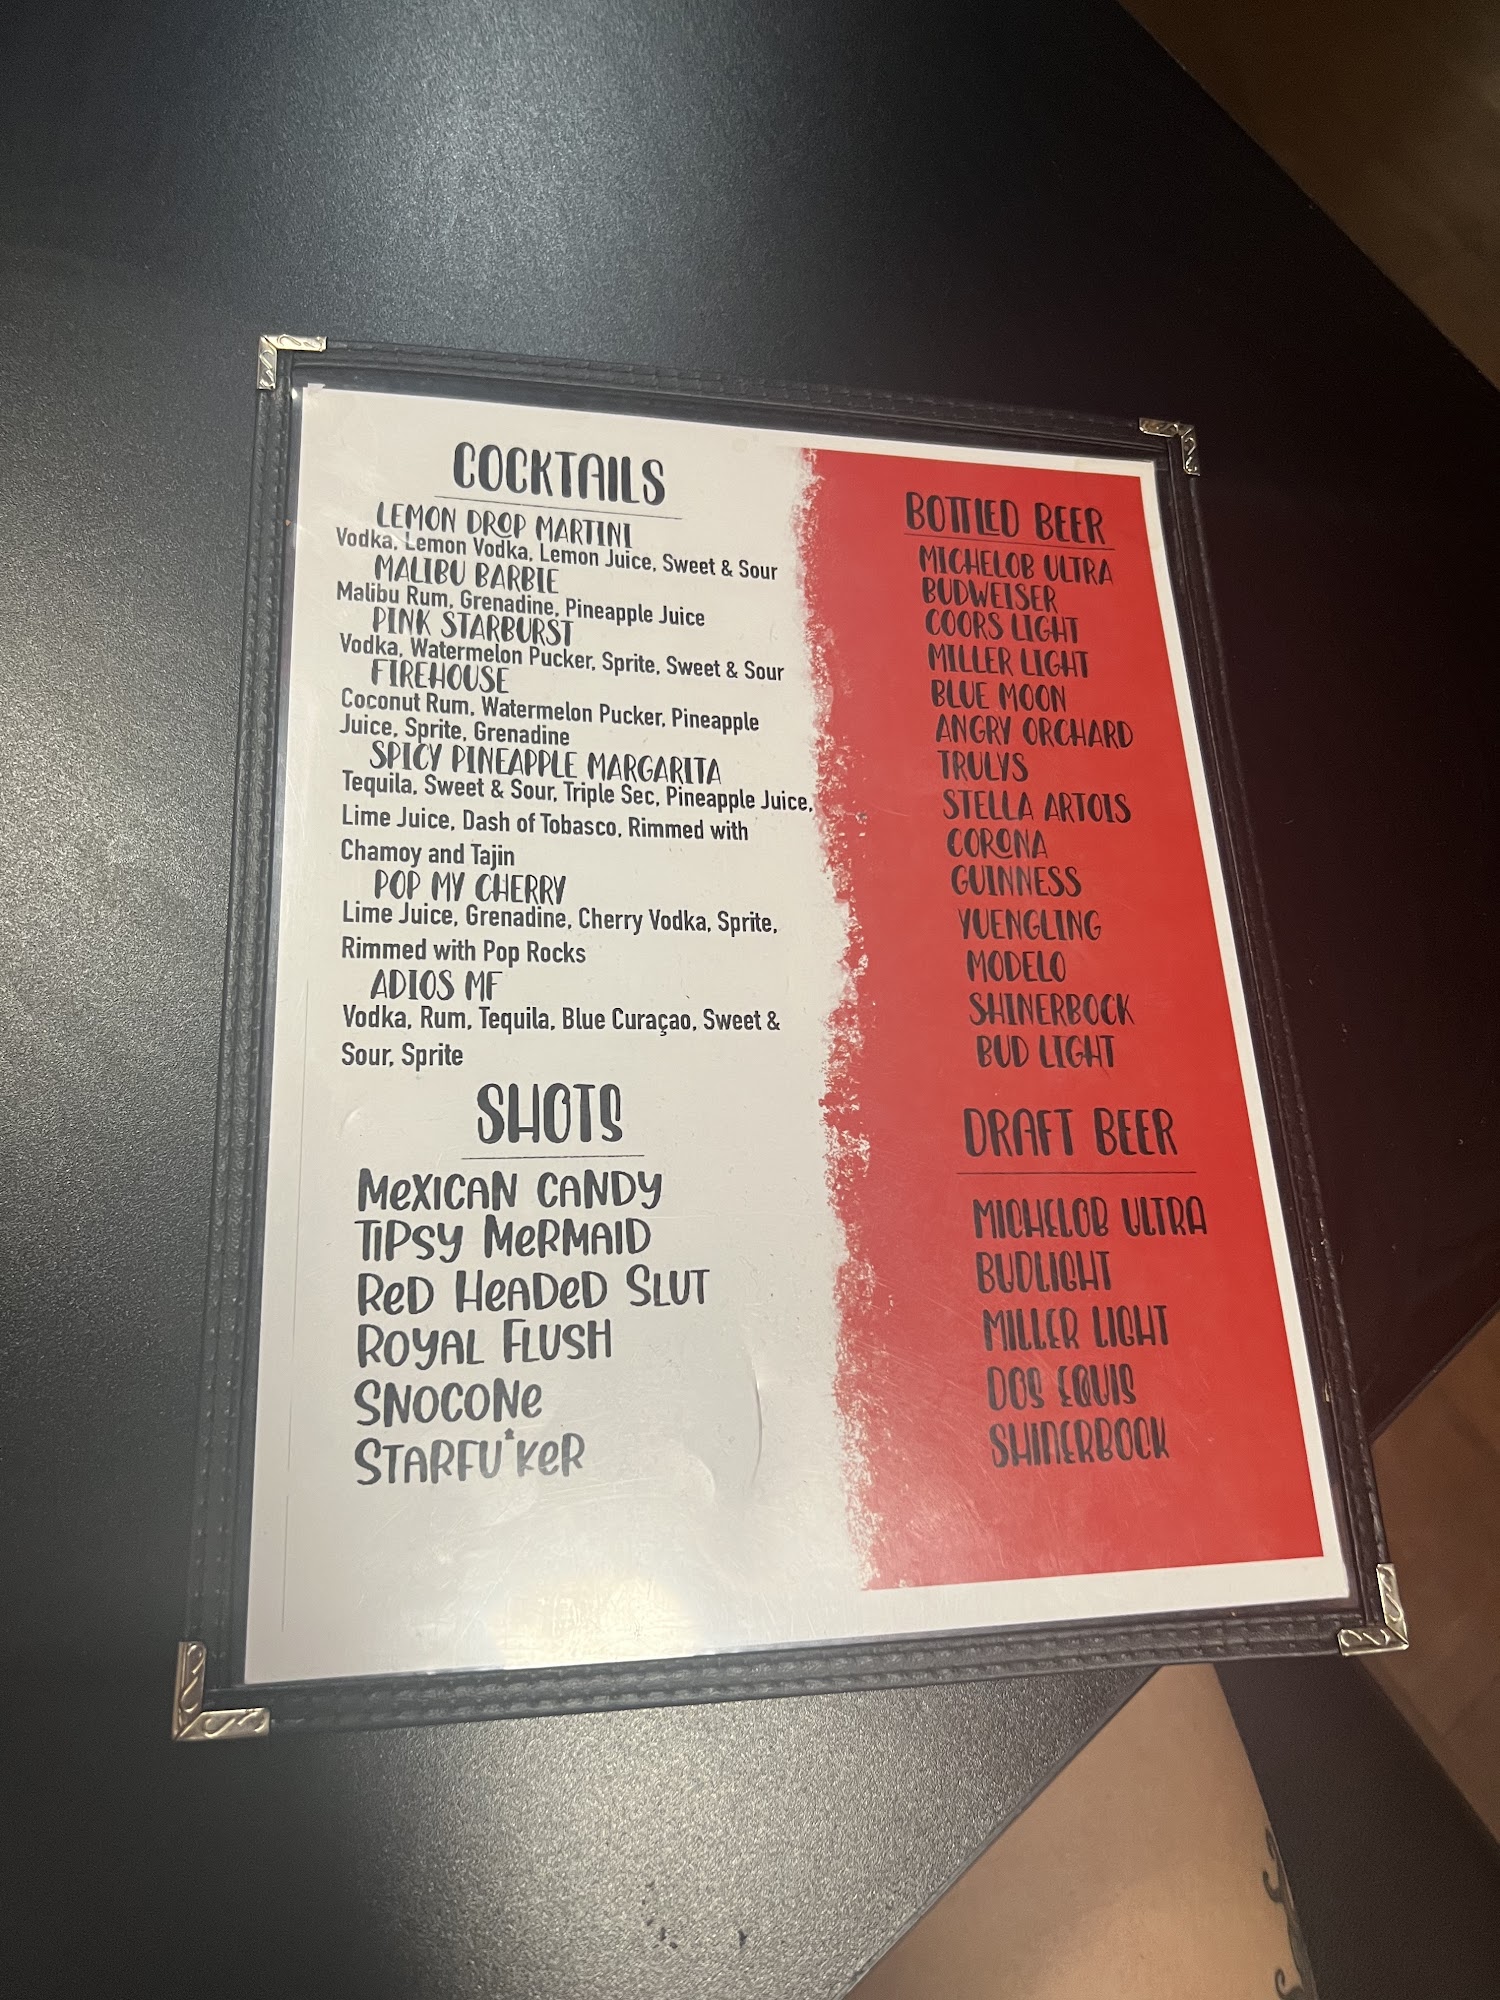 COCKTAILS
LEMON DROP MARTINI
Vodka, Lemon Vodka, Lemon Juice, Sweet & Sour
MALIBU BARBIE
Malibu Rum, Grenadine, Pineapple Juice
PINK STARBURST
Vodka, Watermelon Pucker, Sprite, Sweet & Sour
FIREHOUSE
Coconut Rum, Watermelon Pucker, Pineapple
Juice, Sprite, Grenadine
SPICY PINEAPPLE MARGARITA
Tequila, Sweet & Sour, Triple Sec, Pineapple Juice,
Lime Juice, Dash of Tobasco, Rimmed with
Chamoy and Tajin
POP MY CHERRY
Lime Juice, Grenadine, Cherry Vodka, Sprite,
Rimmed with Pop Rocks
ADIOS MF
Vodka, Rum, Tequila, Blue Curaçao, Sweet &
Sour, Sprite
SHOTS
MeXICAN CANDY
TIPSY MeRMAID
ReD HeADeD SLUT
ROYAL FLUSH
SNOCONe
STARFU*KeR
BOTTLED BEER
MICHELOB ULTRA
BUDWEISER
COORS LIGHT
MILLER LIGHT
BLUE MOON
ANGRY ORCHARD
TRULYS
STELLA ARTOIS
CORONA
GUINNESS
YUENGLING
MODELO
SHINERBOCK
BUD LIGHT
DRAFT BEER
MICHELOB ULTRA
BUDLIGHT
MILLER LIGHT
DOS EQUIS
SHINERBOCK